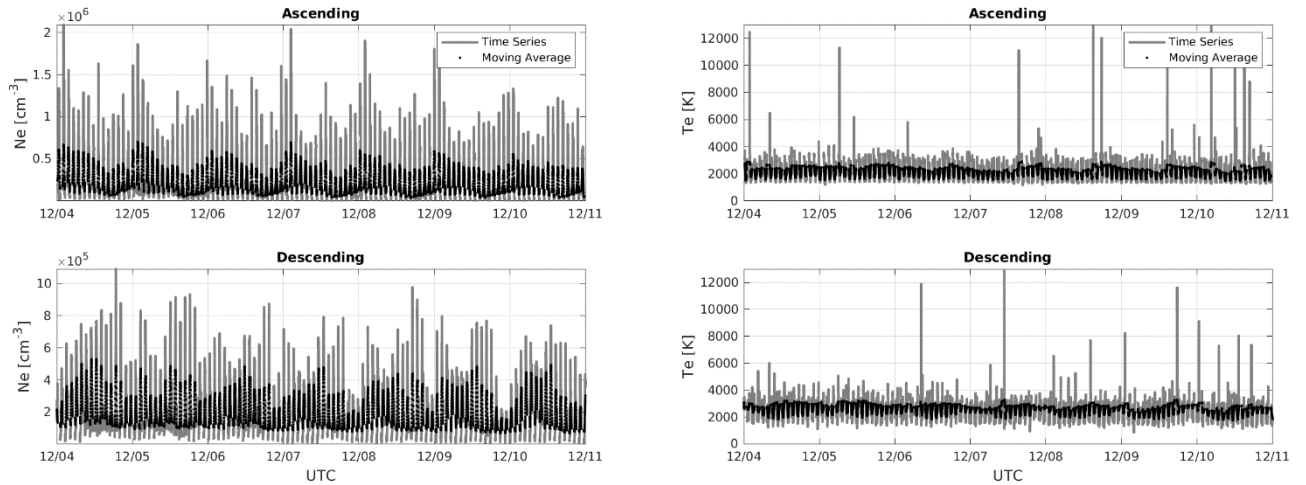 Ascending
×10⁶
2
1.5
1
0.5
Ne [cm⁻³]
Time Series
Moving Average
12/04 12/05 12/06 12/07 12/08 12/09 12/10 12/11
Ascending
12000
10000
8000
6000
4000
2000
0
Te [K]
Time Series
Moving Average
12/04 12/05 12/06 12/07 12/08 12/09 12/10 12/11
Descending
×10⁵
10
8
6
4
2
Ne [cm⁻³]
12/04 12/05 12/06 12/07 12/08 12/09 12/10 12/11
UTC
Descending
12000
10000
8000
6000
4000
2000
0
Te [K]
12/04 12/05 12/06 12/07 12/08 12/09 12/10 12/11
UTC